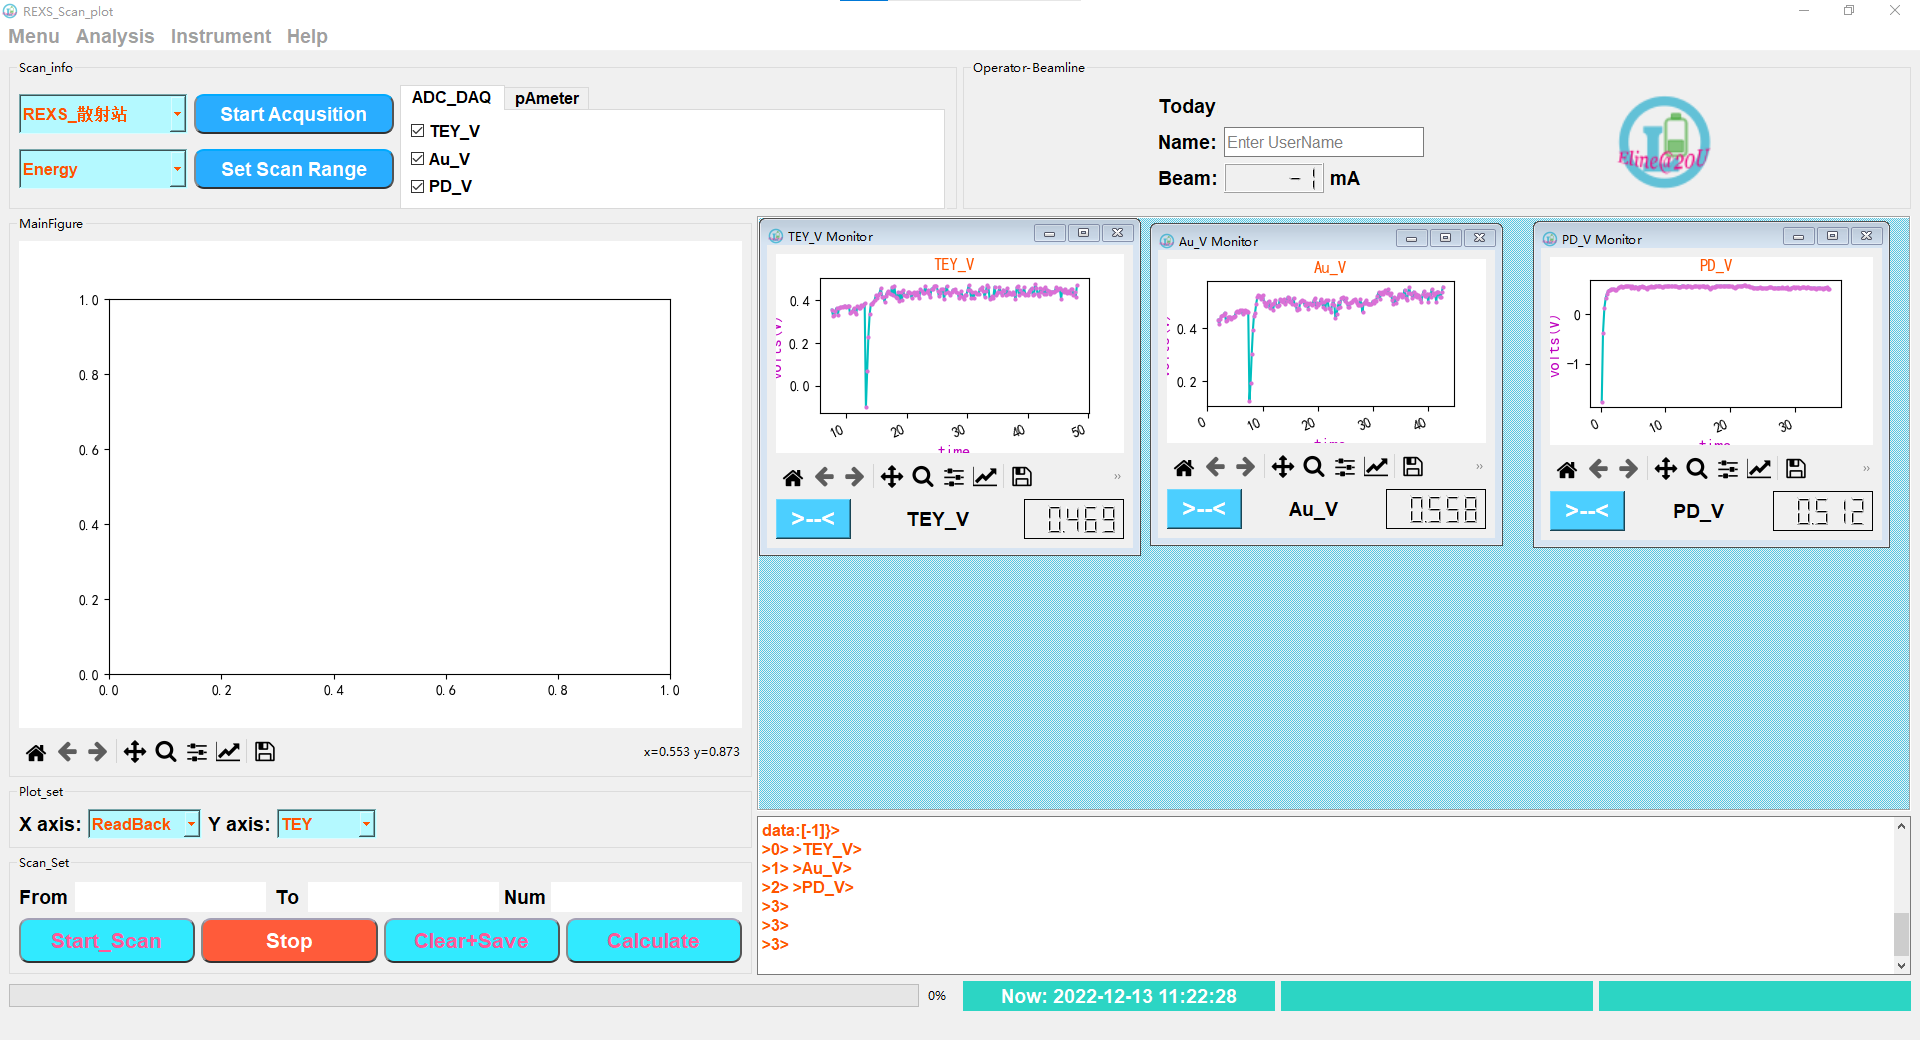 REXS_Scan_plot
Menu Analysis Instrument Help
Scan_info
REXS_散射站
Start Acqusition
Energy
Set Scan Range
ADC_DAQ pAmeter
TEY_V
Au_V
PD_V
Operator-Beamline
Today
Name: Enter UserName
Beam: -1 mA
Eline@20U
MainFigure
1.0
0.8
0.6
0.4
0.2
0.0
0.0 0.2 0.4 0.6 0.8 1.0
x=0.553 y=0.873
TEY_V Monitor
TEY_V
Volts(V)
0.4
0.2
0.0
10 20 30 40 50
time
>--< TEY_V 0.469
Au_V Monitor
Au_V
Volts(V)
0.4
0.2
0 10 20 30 40
time
>--< Au_V 0.558
PD_V Monitor
PD_V
Volts(V)
0
-1
0 10 20 30
time
>--< PD_V 0.512
Plot_set
X axis: ReadBack Y axis: TEY
Scan_Set
From To Num
Start_Scan Stop Clear+Save Calculate
data:[-1]}>
>0> >TEY_V>
>1> >Au_V>
>2> >PD_V>
>3>
>3>
>3>
0%
Now: 2022-12-13 11:22:28